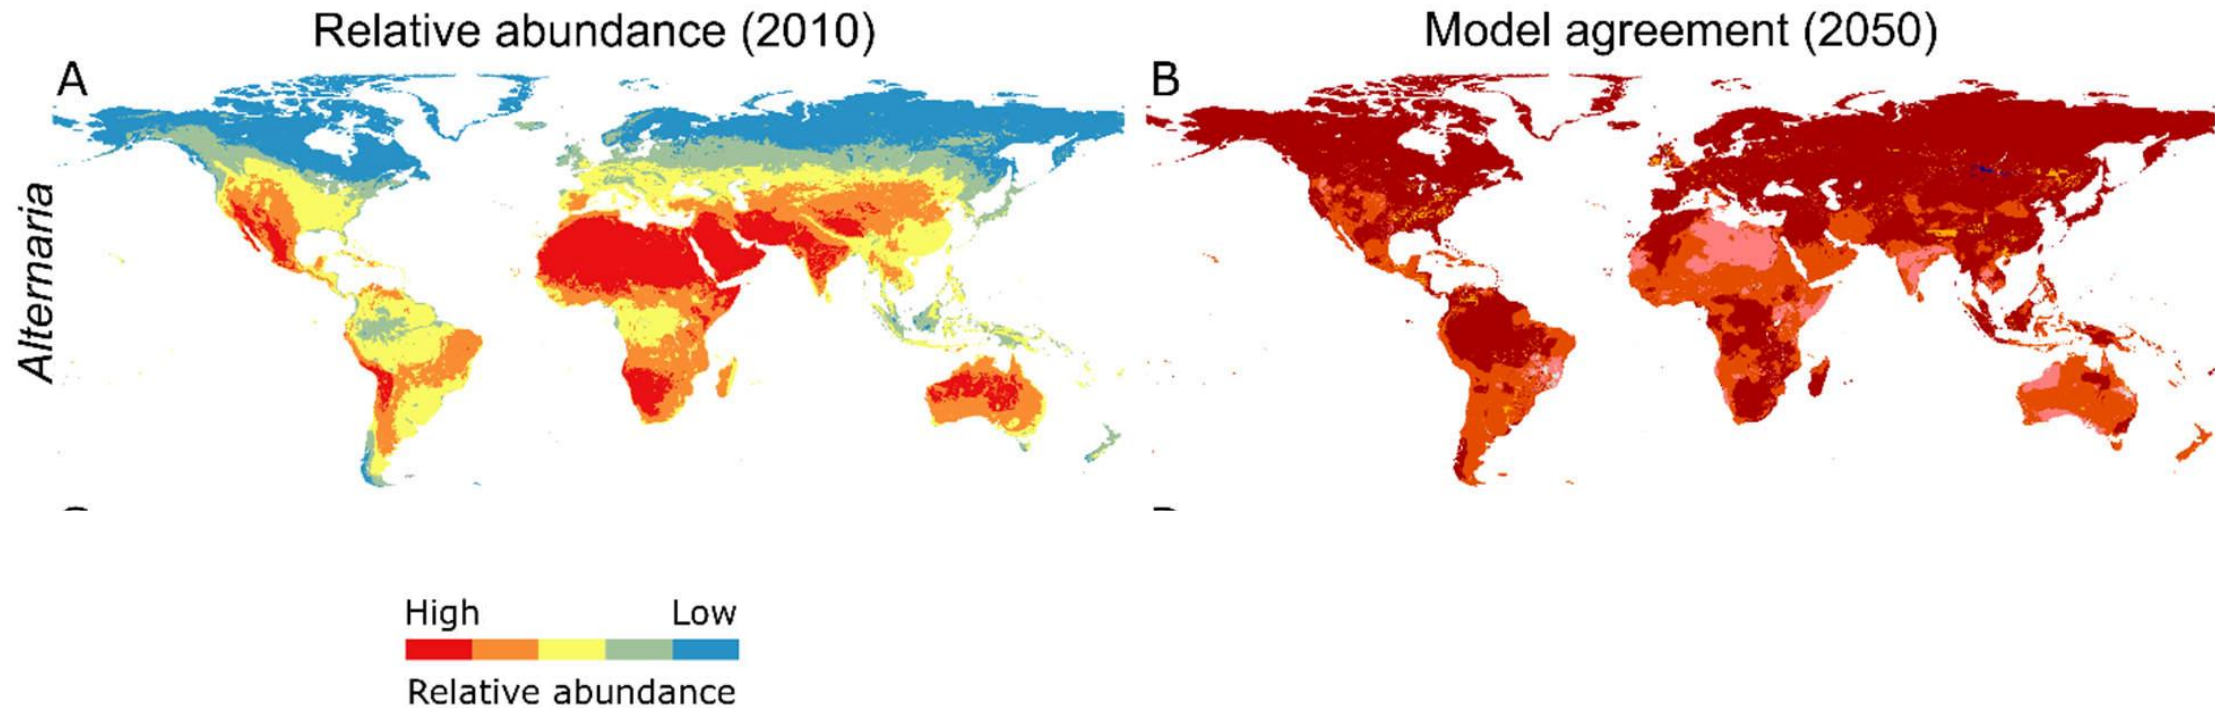 Relative abundance (2010)
Model agreement (2050)
A
B
Alternaria
High
Low
Relative abundance